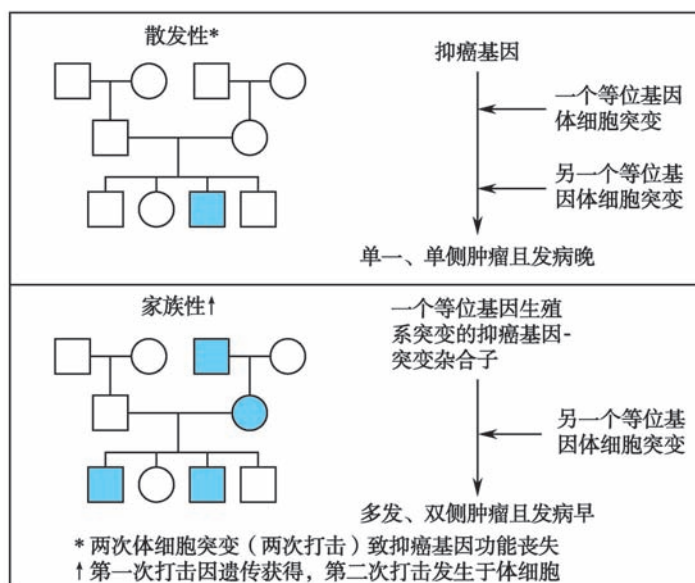 散发性*
抑癌基因
一个等位基因
体细胞突变
另一个等位基
因体细胞突变
单一、单侧肿瘤且发病晚
家族性†
一个等位基因生殖
系突变的抑癌基因-
突变杂合子
另一个等位基
因体细胞突变
多发、双侧肿瘤且发病早
* 两次体细胞突变（两次打击）致抑癌基因功能丧失
† 第一次打击因遗传获得，第二次打击发生于体细胞